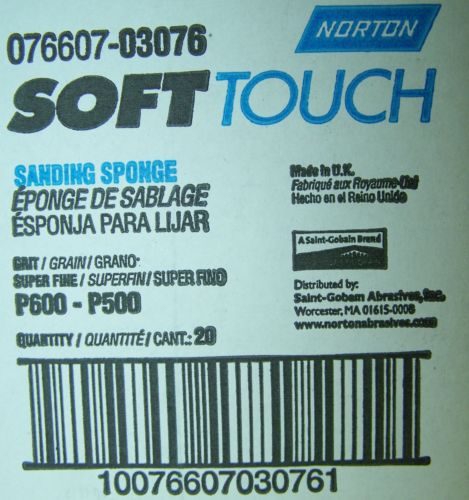 NORTON
076607-03076
SOFT TOUCH
SANDING SPONGE
ÉPONGE DE SABLAGE
ESPONJA PARA LIJAR
Made in U.K.
Fabriqué aux Royaume-Uni
Hecho en el Reino Unido
A Saint-Gobain Brand
GRIT / GRAIN / GRANO
SUPER FINE / SUPERFIN / SUPER FINO
P600 - P500
QUANTITY / QUANTITÉ / CANT.: 20
Distributed by:
Saint-Gobain Abrasives, Inc.
Worcester, MA 01615-0008
www.nortonabrasives.com
10076607030761